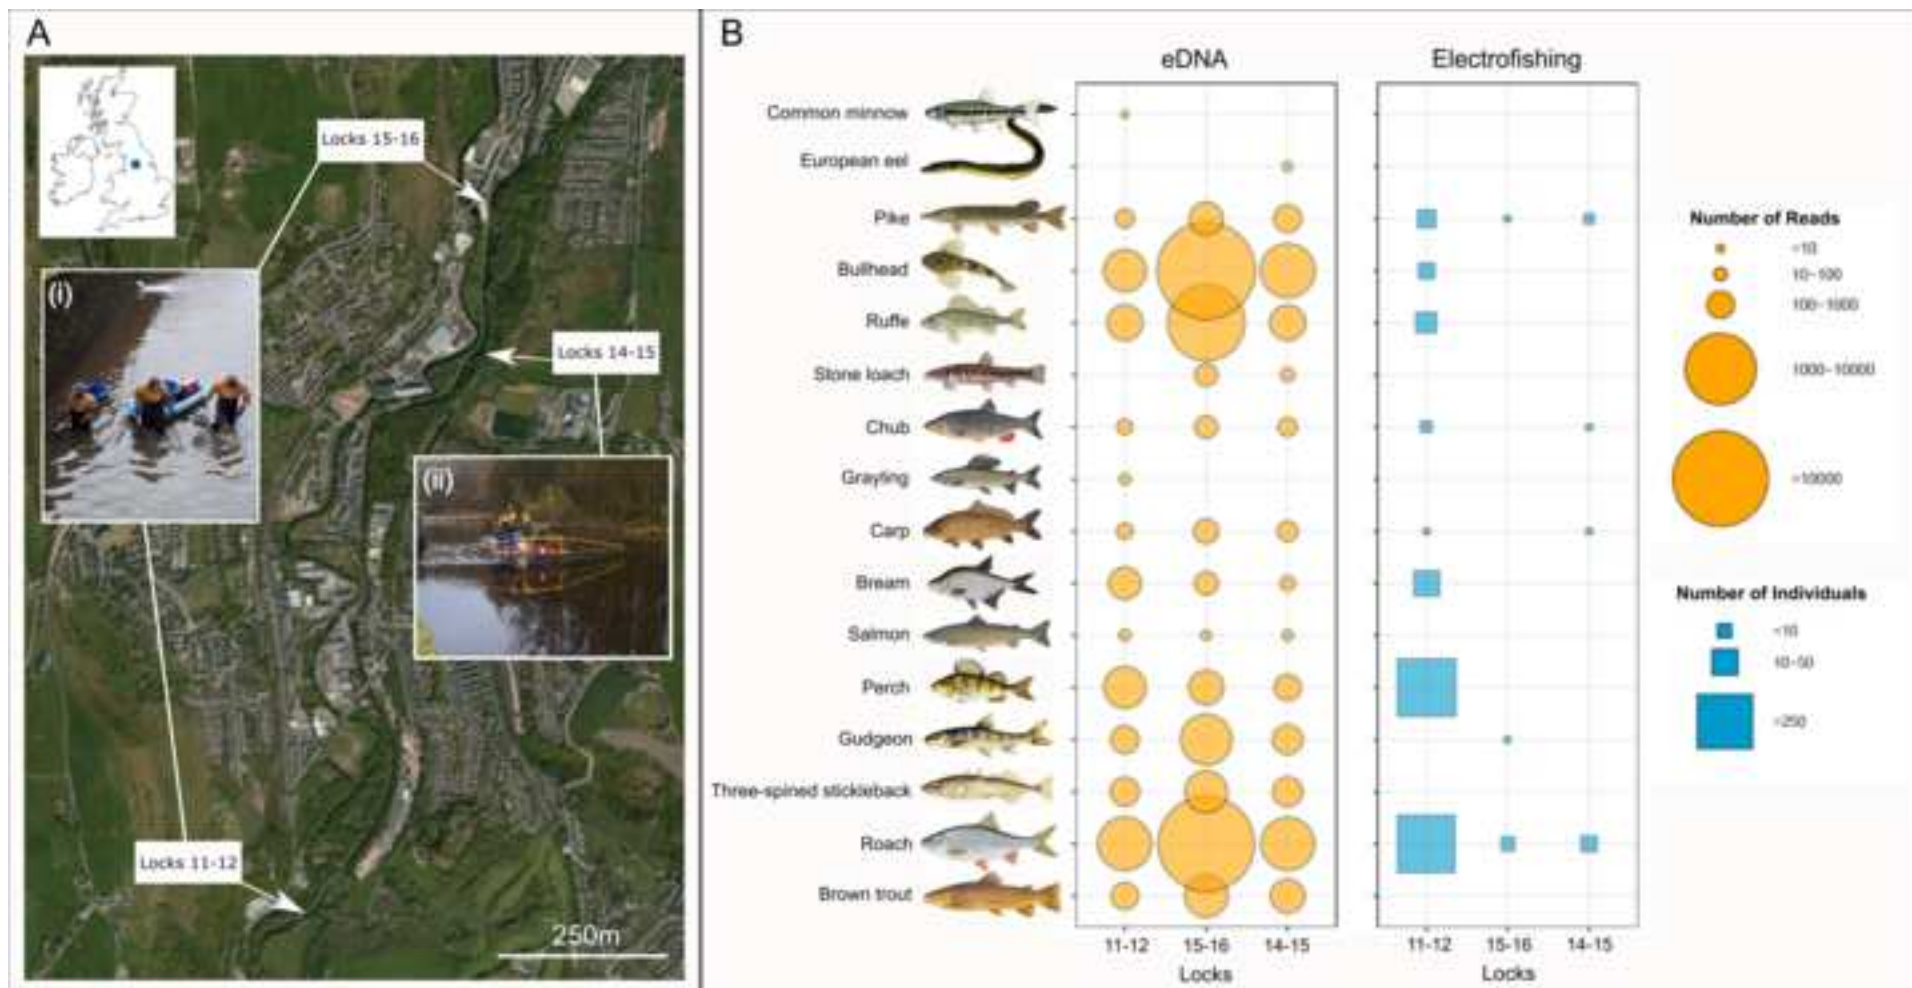 A
Locks 15-16
(i)
Locks 14-15
(ii)
Locks 11-12
250m
B
eDNA
Electrofishing
Common minnow
European eel
Pike
Bullhead
Ruffe
Stone loach
Chub
Grayling
Carp
Bream
Salmon
Perch
Gudgeon
Three-spined stickleback
Roach
Brown trout
11-12 15-16 14-15
Locks
11-12 15-16 14-15
Locks
Number of Reads
<10
10-100
100-1000
1000-10000
>10000
Number of Individuals
<10
10-50
>250